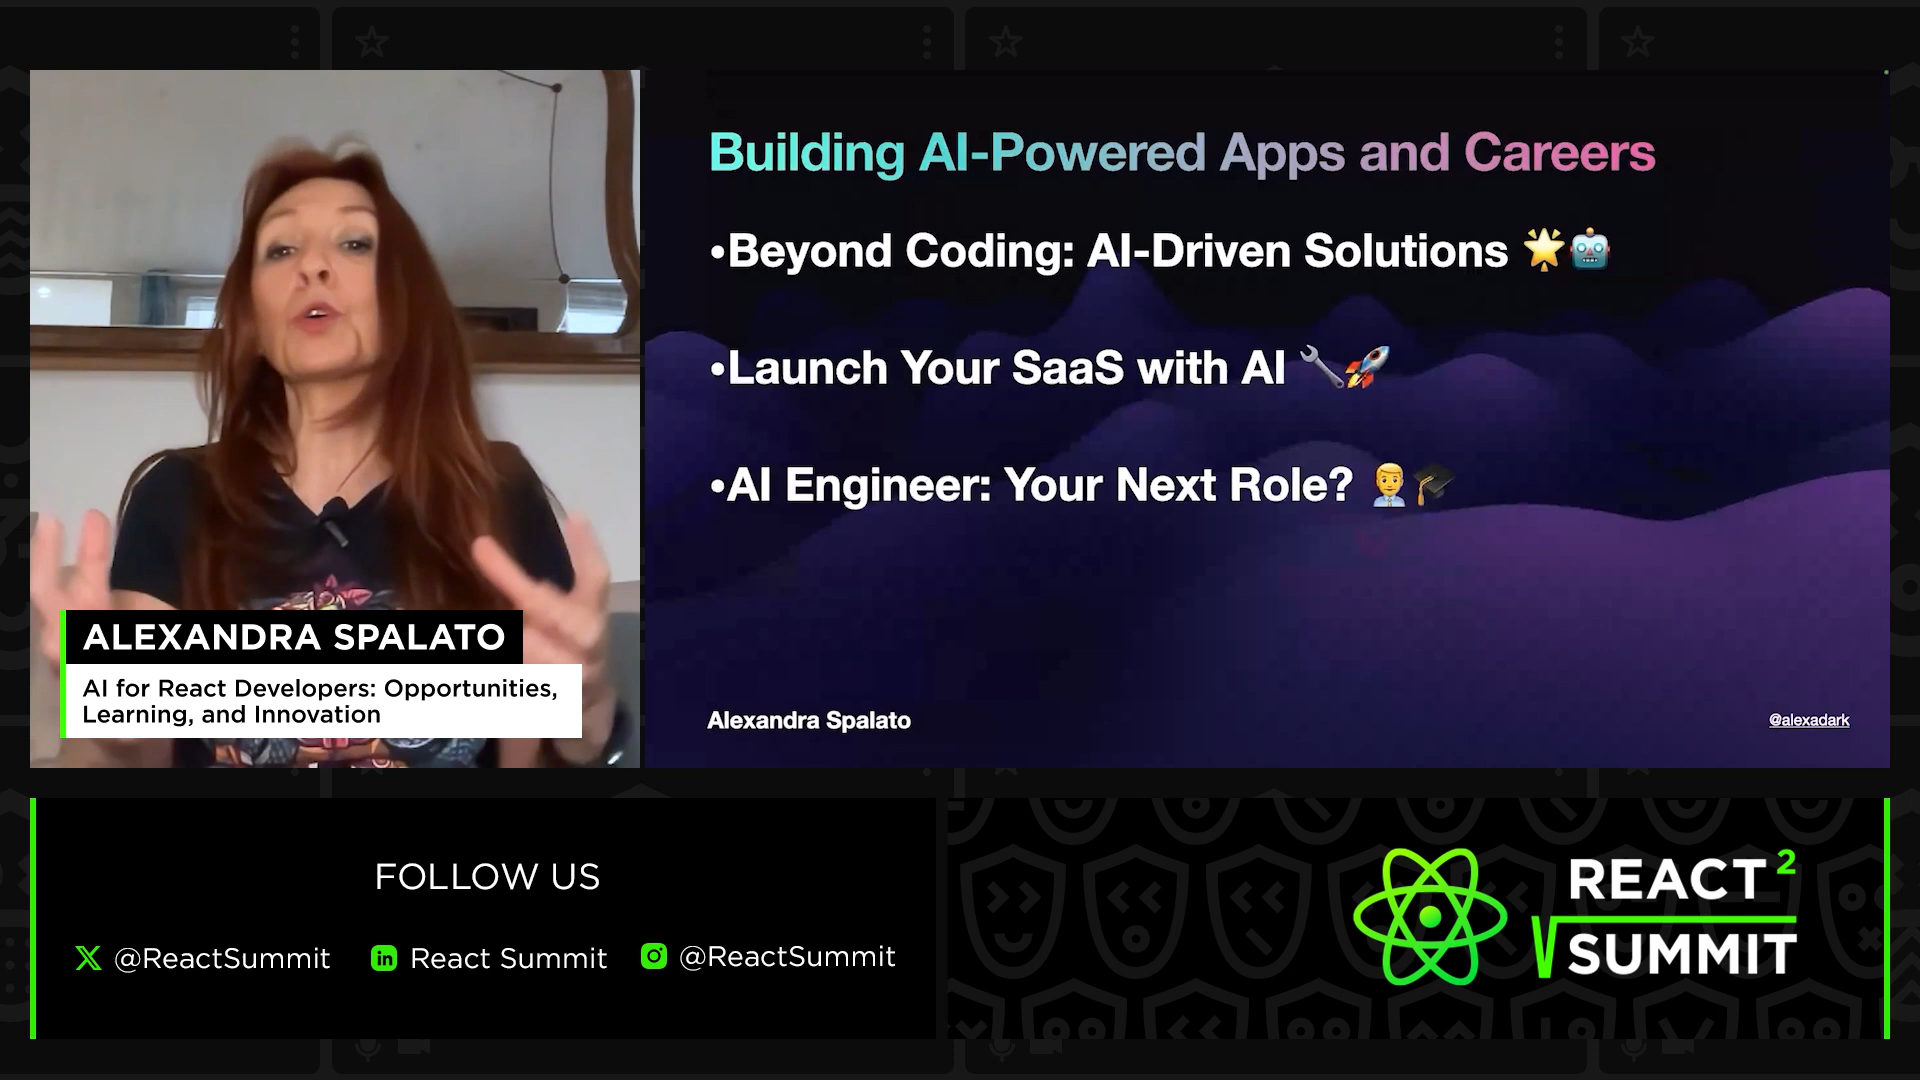 Building AI-Powered Apps and Careers
•Beyond Coding: AI-Driven Solutions 🌟🤖
•Launch Your SaaS with AI 🔧🚀
•AI Engineer: Your Next Role? 👨‍💼🎓
Alexandra Spalato
@alexadark
ALEXANDRA SPALATO
AI for React Developers: Opportunities,
Learning, and Innovation
FOLLOW US
@ReactSummit
React Summit
@ReactSummit
REACT²
SUMMIT